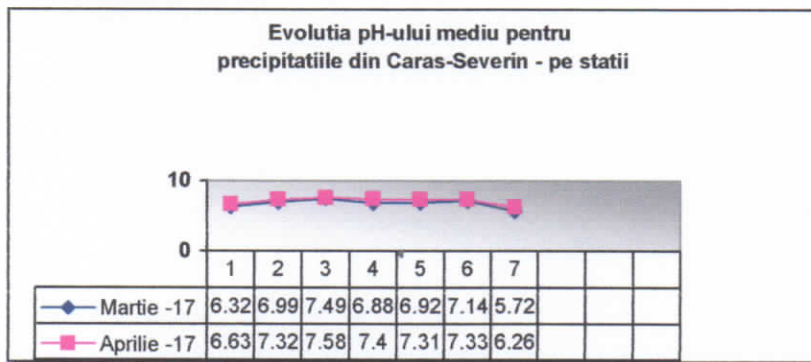 Evolutia pH-ului mediu pentru
precipitatiile din Caras-Severin - pe statii
10
0
1 2 3 4 5 6 7
Martie -17 6.32 6.99 7.49 6.88 6.92 7.14 5.72
Aprilie -17 6.63 7.32 7.58 7.4 7.31 7.33 6.26